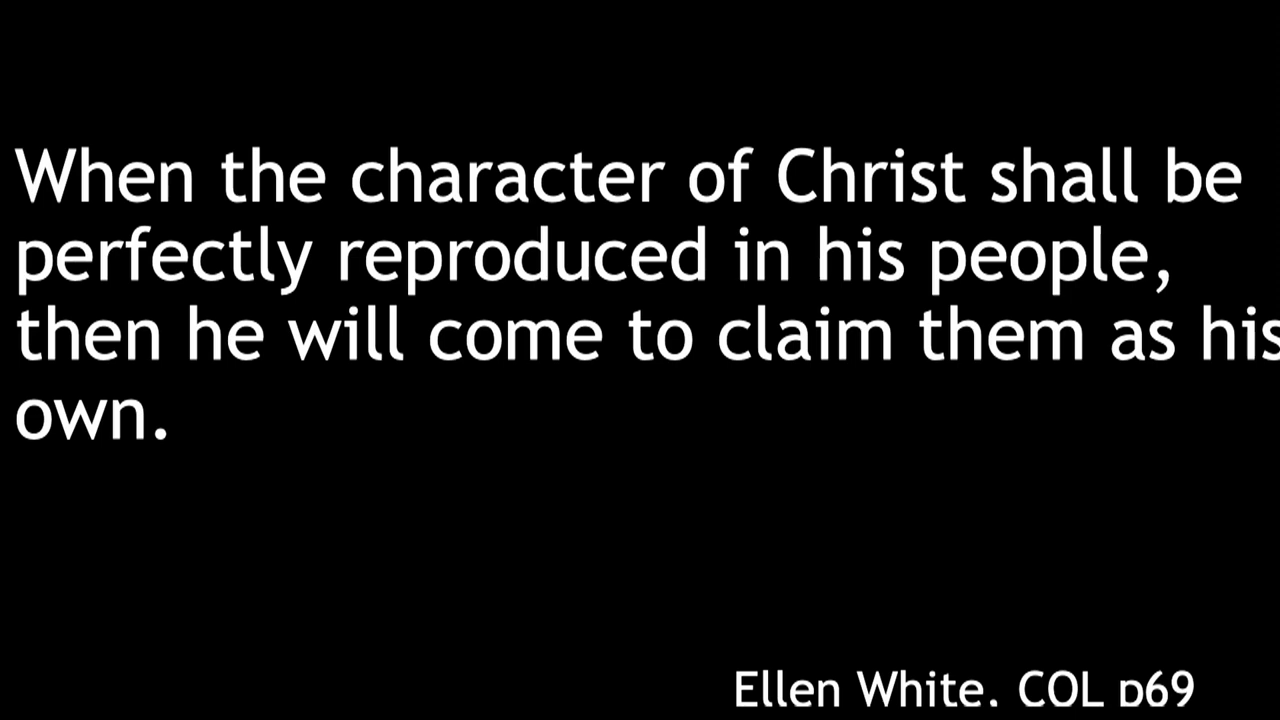 When the character of Christ shall be
perfectly reproduced in his people,
then he will come to claim them as his
own.
Ellen White, COL p69